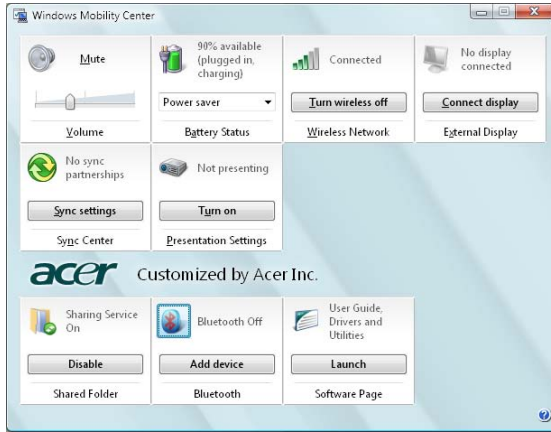 Windows Mobility Center
Mute
Volume
90% available
(plugged in,
charging)
Power saver
Battery Status
Connected
Turn wireless off
Wireless Network
No display
connected
Connect display
External Display
No sync
partnerships
Sync settings
Sync Center
Not presenting
Turn on
Presentation Settings
acer Customized by Acer Inc.
Sharing Service
On
Disable
Shared Folder
Bluetooth Off
Add device
Bluetooth
User Guide,
Drivers and
Utilities
Launch
Software Page